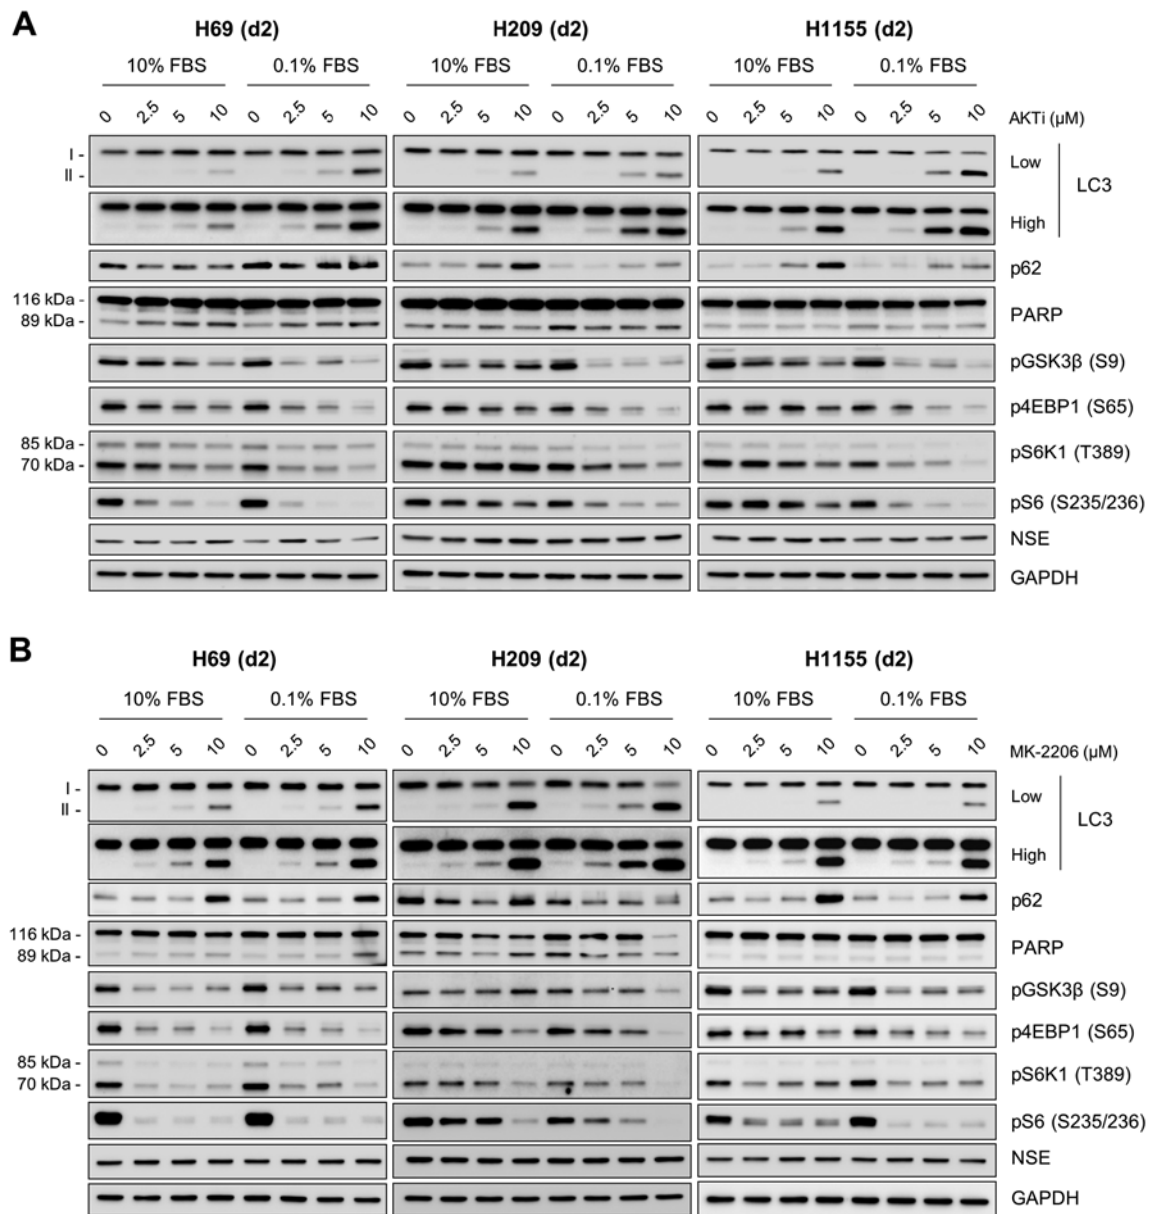 A
H69 (d2) H209 (d2) H1155 (d2)
10% FBS 0.1% FBS 10% FBS 0.1% FBS 10% FBS 0.1% FBS
0 2.5 5 10 0 2.5 5 10 0 2.5 5 10 0 2.5 5 10 0 2.5 5 10 0 2.5 5 10 AKTi (µM)
I -
II -
Low
LC3
High
p62
116 kDa -
89 kDa -
PARP
pGSK3β (S9)
p4EBP1 (S65)
85 kDa -
70 kDa -
pS6K1 (T389)
pS6 (S235/236)
NSE
GAPDH
B
H69 (d2) H209 (d2) H1155 (d2)
10% FBS 0.1% FBS 10% FBS 0.1% FBS 10% FBS 0.1% FBS
0 2.5 5 10 0 2.5 5 10 0 2.5 5 10 0 2.5 5 10 0 2.5 5 10 0 2.5 5 10 MK-2206 (µM)
I -
II -
Low
LC3
High
p62
116 kDa -
89 kDa -
PARP
pGSK3β (S9)
p4EBP1 (S65)
85 kDa -
70 kDa -
pS6K1 (T389)
pS6 (S235/236)
NSE
GAPDH